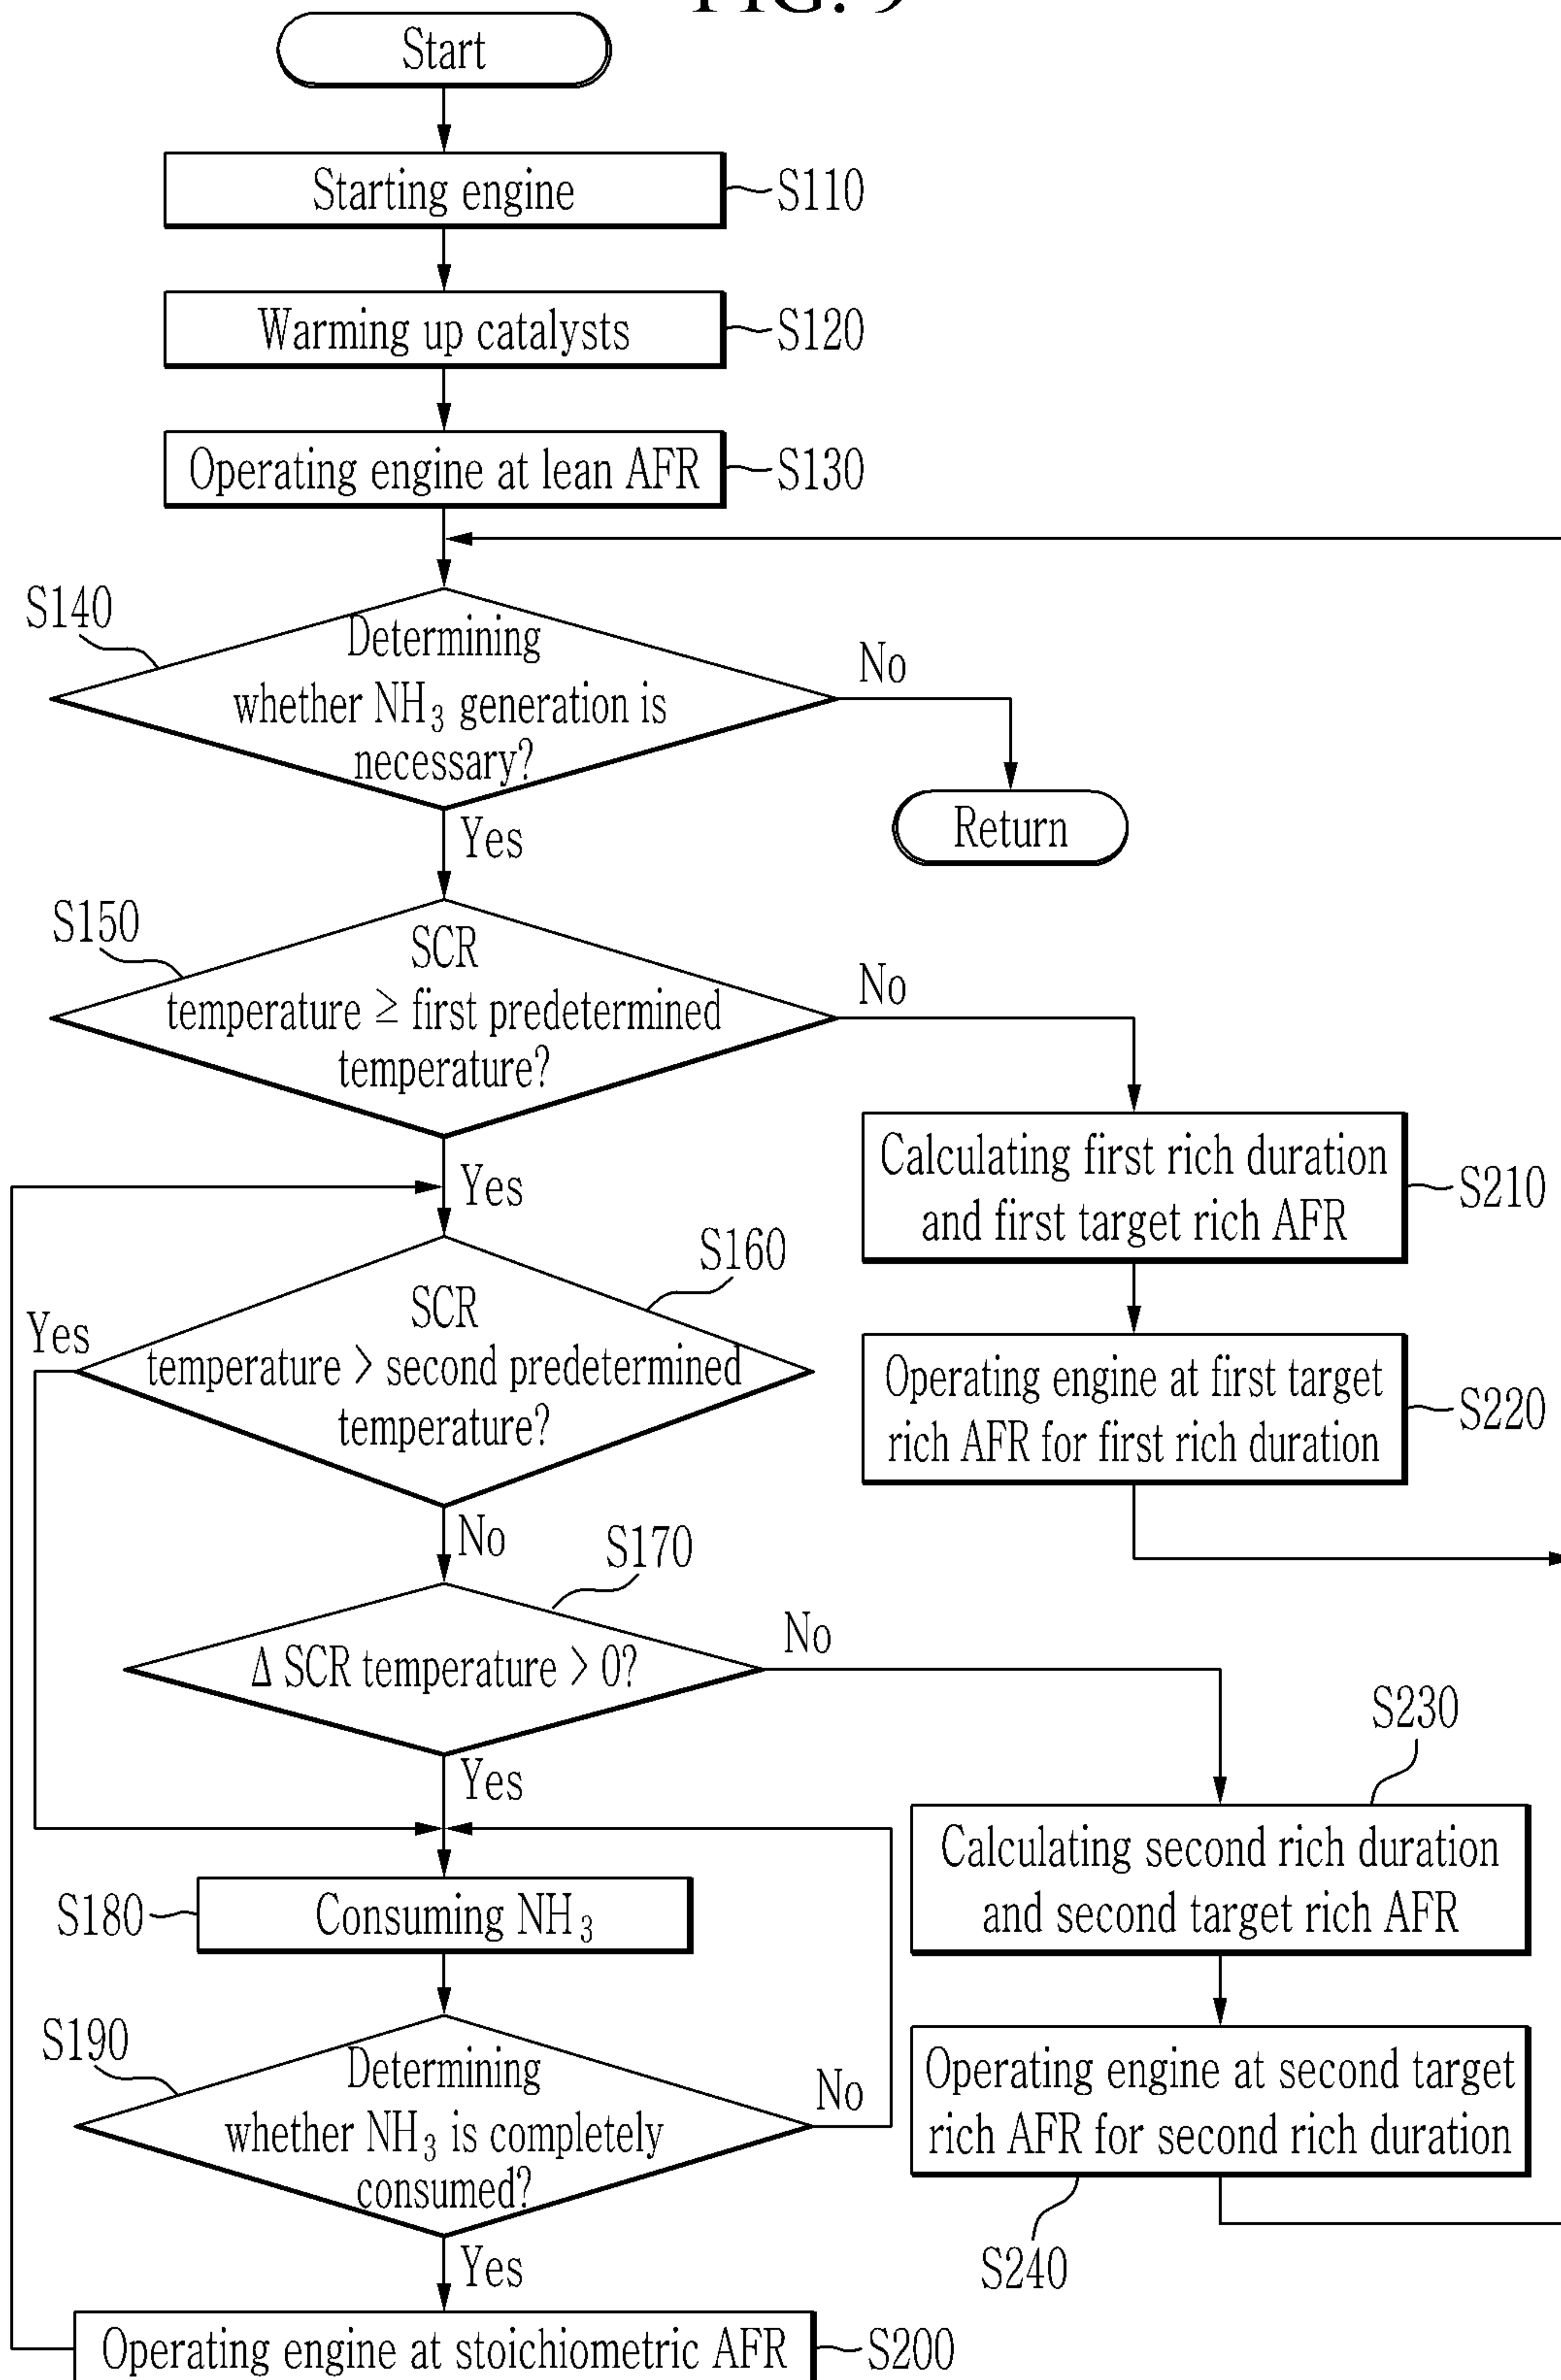 Start
Starting engine
S110
Warming up catalysts
S120
Operating engine at lean AFR
S130
S140
Determining
whether NH₃ generation is
necessary?
No
Return
Yes
S150
SCR
temperature ≥ first predetermined
temperature?
No
Calculating first rich duration
and first target rich AFR
S210
Yes
S160
SCR
temperature > second predetermined
temperature?
Yes
Operating engine at first target
rich AFR for first rich duration
S220
No
S170
Δ SCR temperature > 0?
No
S230
Yes
Calculating second rich duration
and second target rich AFR
S180
Consuming NH₃
S190
Determining
whether NH₃ is completely
consumed?
No
Operating engine at second target
rich AFR for second rich duration
S240
Yes
Operating engine at stoichiometric AFR
S200